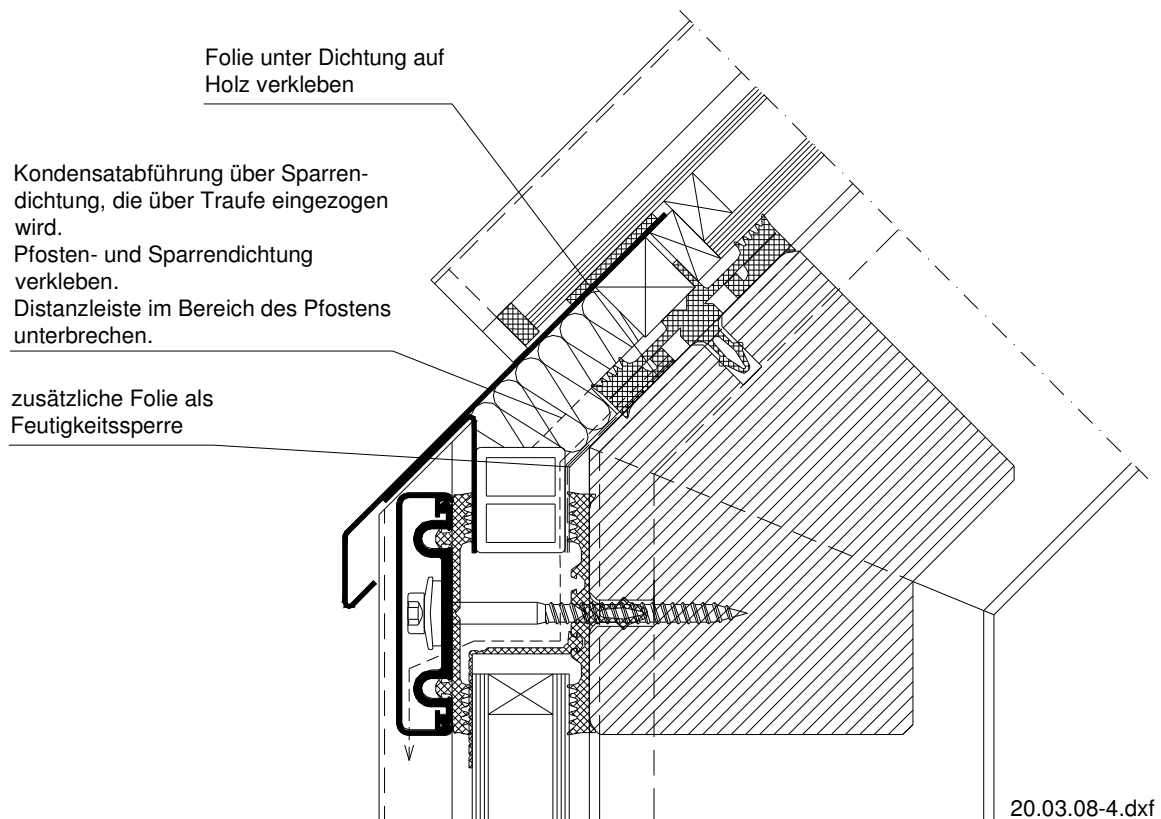 Folie unter Dichtung auf
Holz verkleben
Kondensatabführung über Sparren-
dichtung, die über Traufe eingezogen
wird.
Pfosten- und Sparrendichtung
verkleben.
Distanzleiste im Bereich des Pfostens
unterbrechen.
zusätzliche Folie als
Feutigkeitssperre
20.03.08-4.dxf